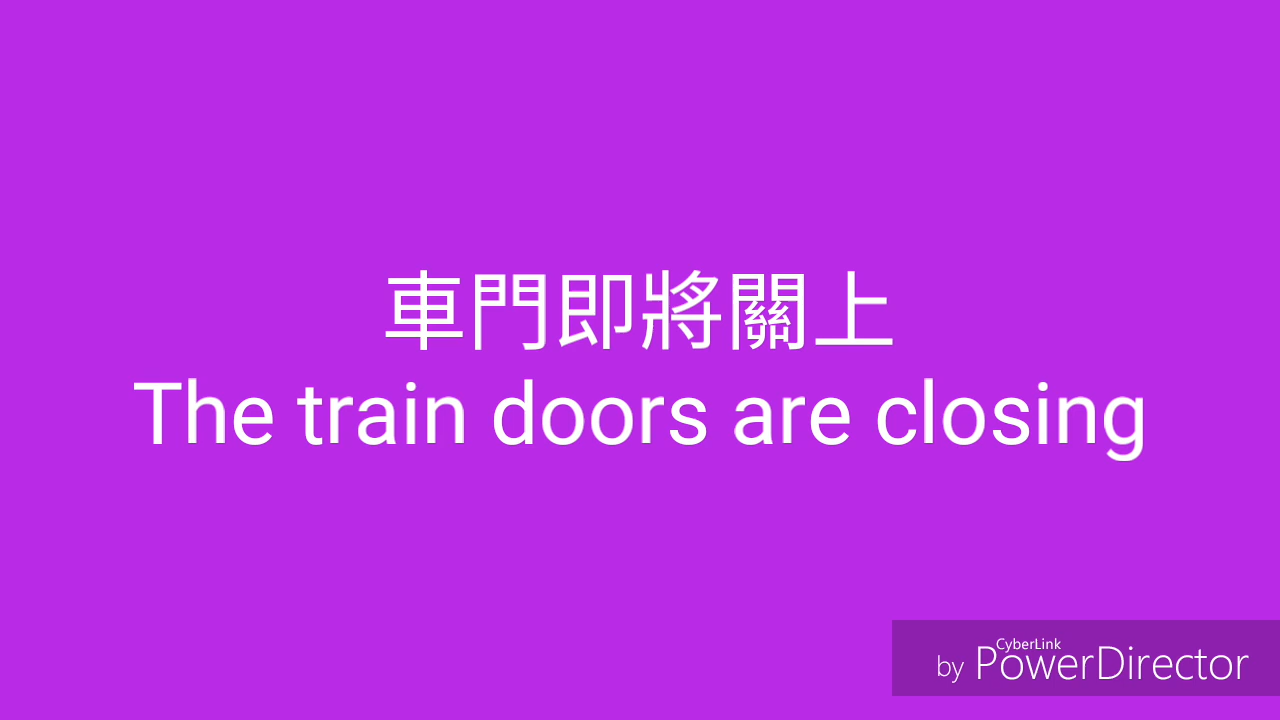 車門即將關上
The train doors are closing
CyberLink
by PowerDirector